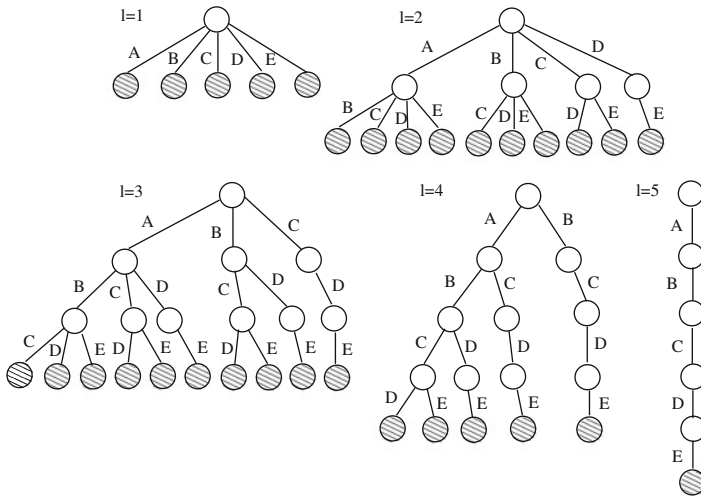 l=1
A B C D E
l=2
A B C D
B C D E C D E D E E
l=3
A B C
B C D C D D
C D E D E E D E E E
l=4
A B
B C C
C D D D
D E E E E
l=5
A
B
C
D
E